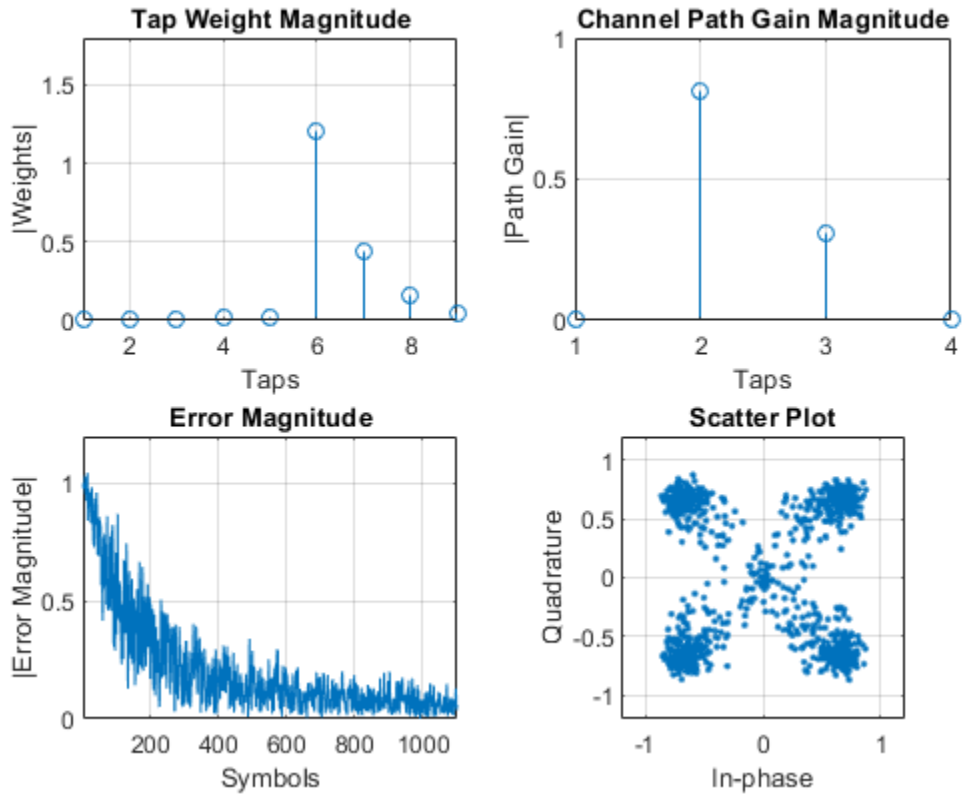 Tap Weight Magnitude
|Weights|
1.5
1
0.5
0
2 4 6 8
Taps
Channel Path Gain Magnitude
|Path Gain|
1
0.5
0
1 2 3 4
Taps
Error Magnitude
|Error Magnitude|
1
0.5
0
200 400 600 800 1000
Symbols
Scatter Plot
Quadrature
1
0.5
0
-0.5
-1
-1 0 1
In-phase